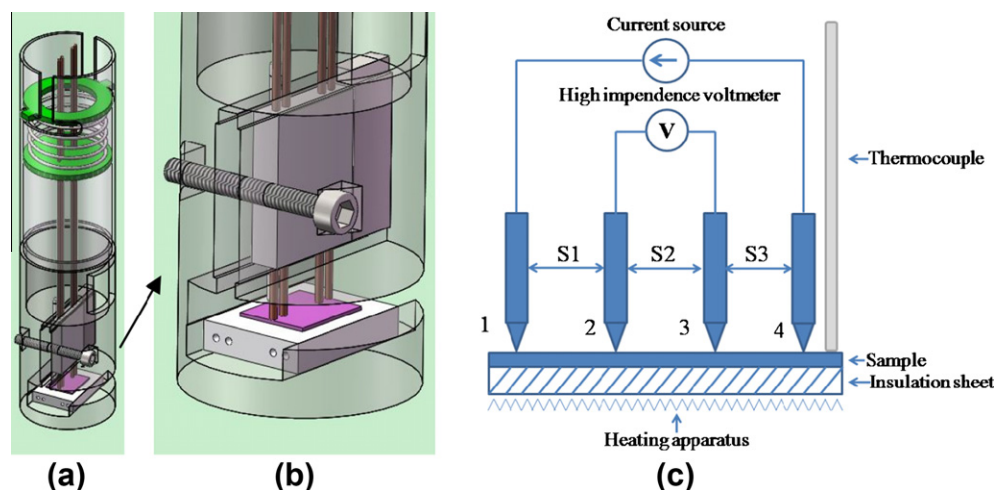 Current source
High impendence voltmeter
V
Thermocouple
S1
S2
S3
1
2
3
4
Sample
Insulation sheet
Heating apparatus
(a)
(b)
(c)